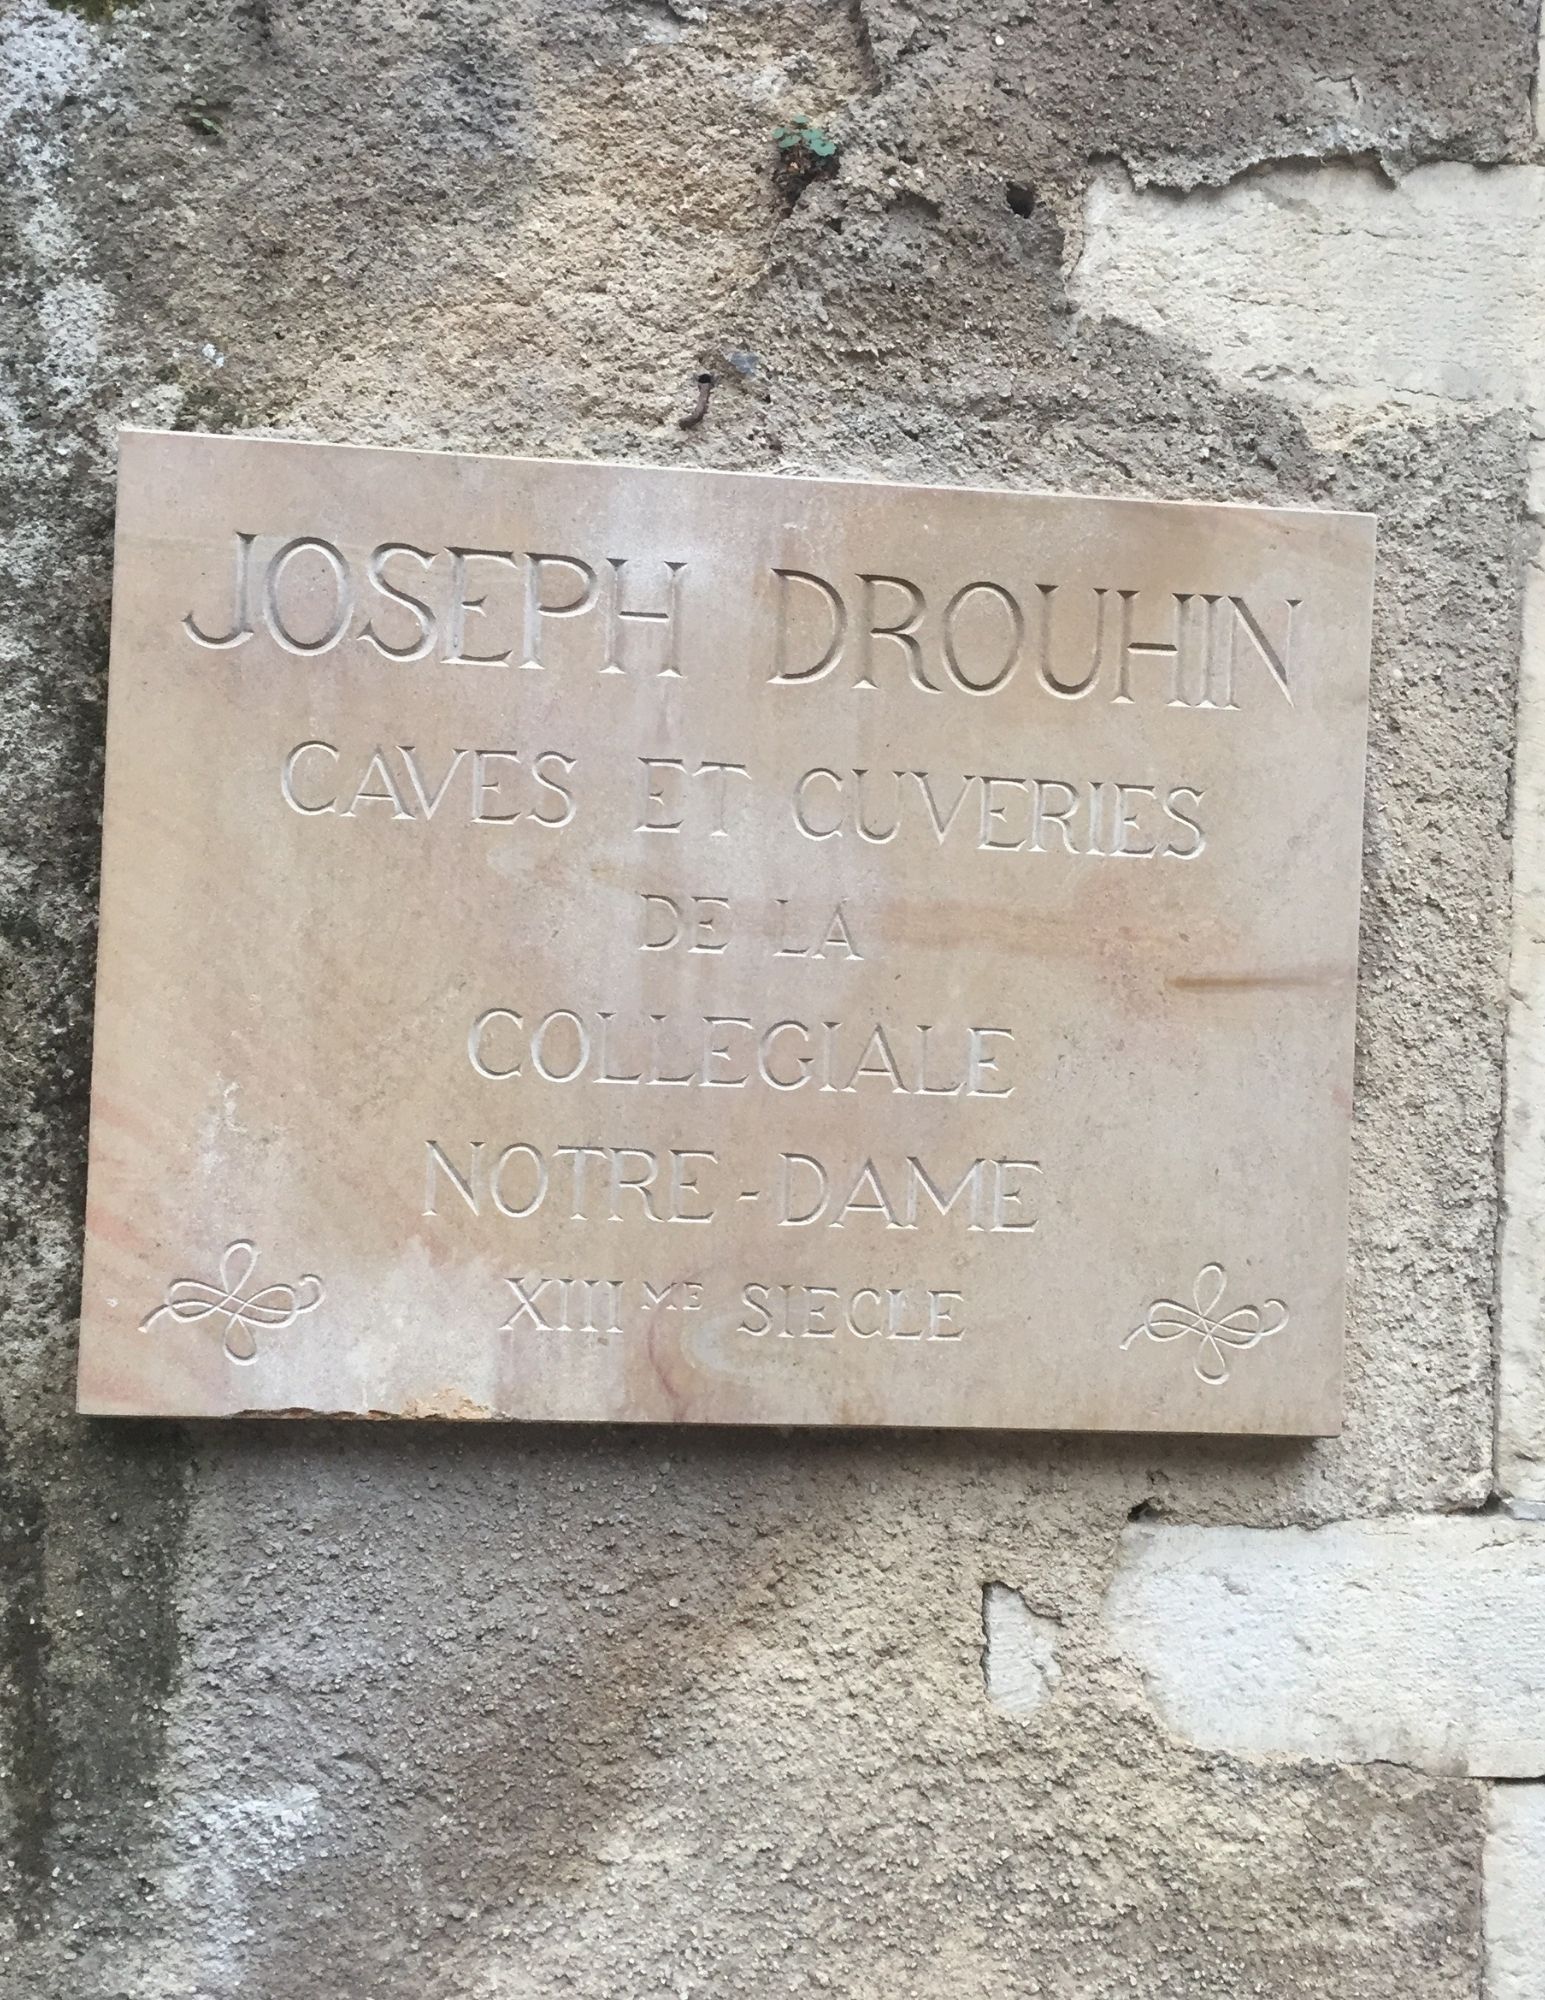 JOSEPH DROUHIN
CAVES ET CUVERIES
DE LA
COLLEGIALE
NOTRE-DAME
XIIIME SIECLE